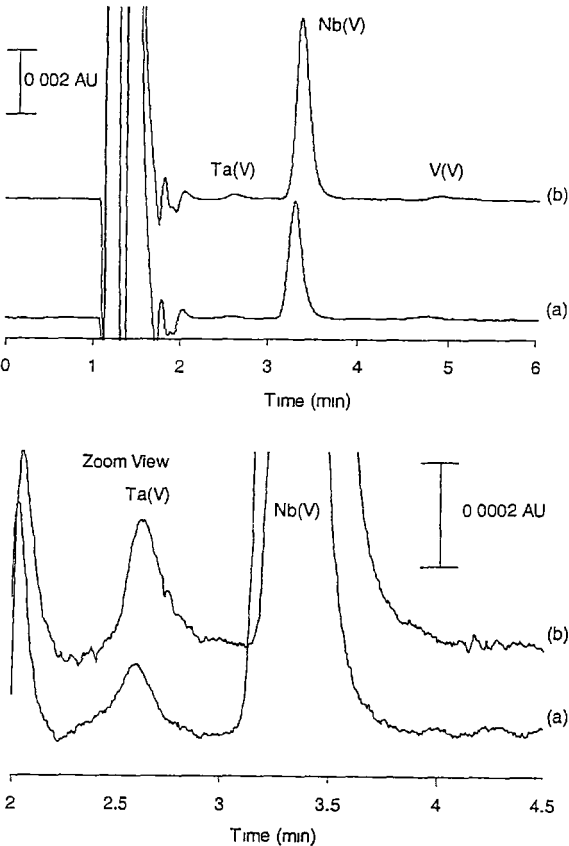 Nb(V)
0 002 AU
Ta(V)
V(V)
(b)
(a)
0 1 2 3 4 5 6
Time (min)
Zoom View
Ta(V)
0 0002 AU
Nb(V)
(b)
(a)
2 2.5 3 3.5 4 4.5
Time (min)